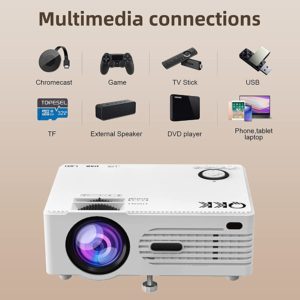 Multimedia connections
Chromecast
Game
TV Stick
USB
TOPESEL
TF
External Speaker
DVD player
Phone,tablet
laptop
QKK